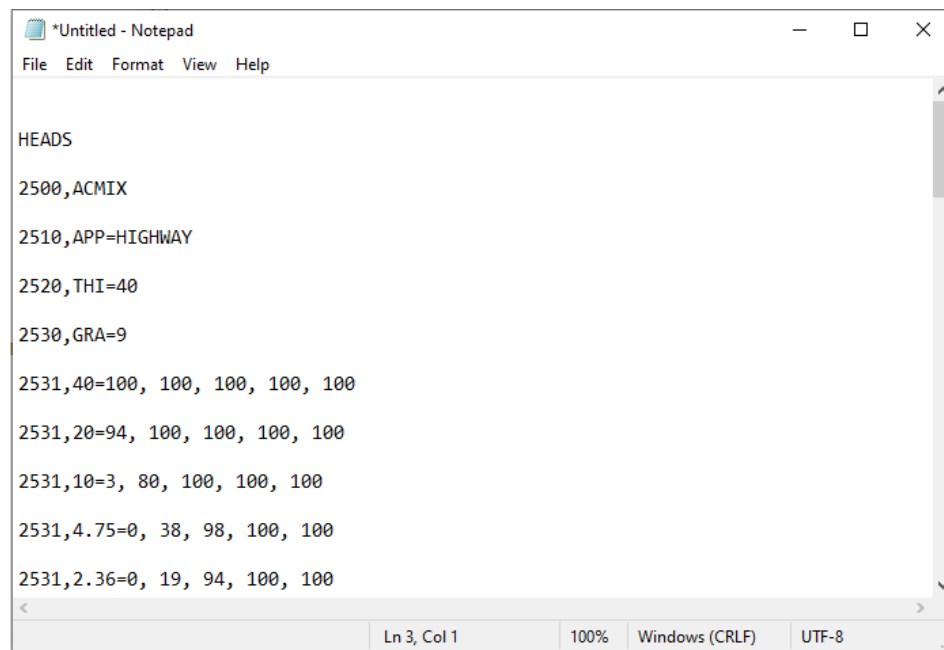 *Untitled - Notepad
File Edit Format View Help
HEADS
2500,ACMIX
2510,APP=HIGHWAY
2520,THI=40
2530,GRA=9
2531,40=100, 100, 100, 100, 100
2531,20=94, 100, 100, 100, 100
2531,10=3, 80, 100, 100, 100
2531,4.75=0, 38, 98, 100, 100
2531,2.36=0, 19, 94, 100, 100
Ln 3, Col 1 100% Windows (CRLF) UTF-8